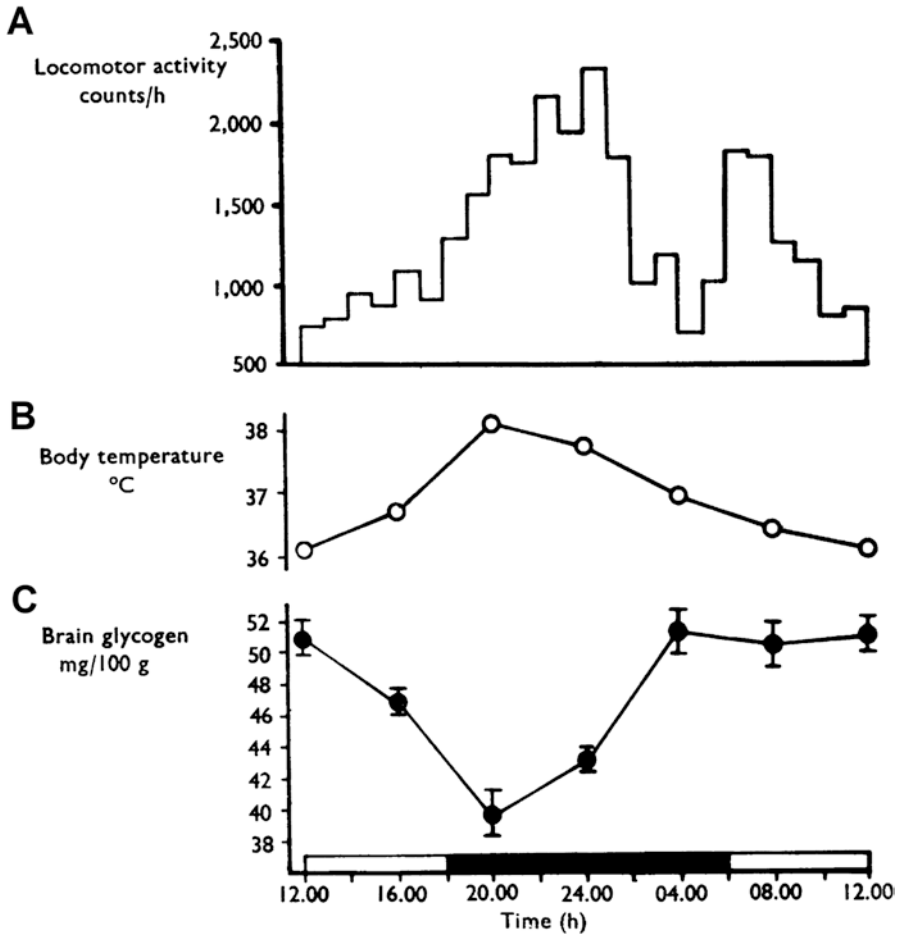 A
Locomotor activity
counts/h
2,500
2,000
1,500
1,000
500
B
Body temperature
°C
38
37
36
C
Brain glycogen
mg/100 g
52
50
48
46
44
42
40
38
12.00 16.00 20.00 24.00 04.00 08.00 12.00
Time (h)